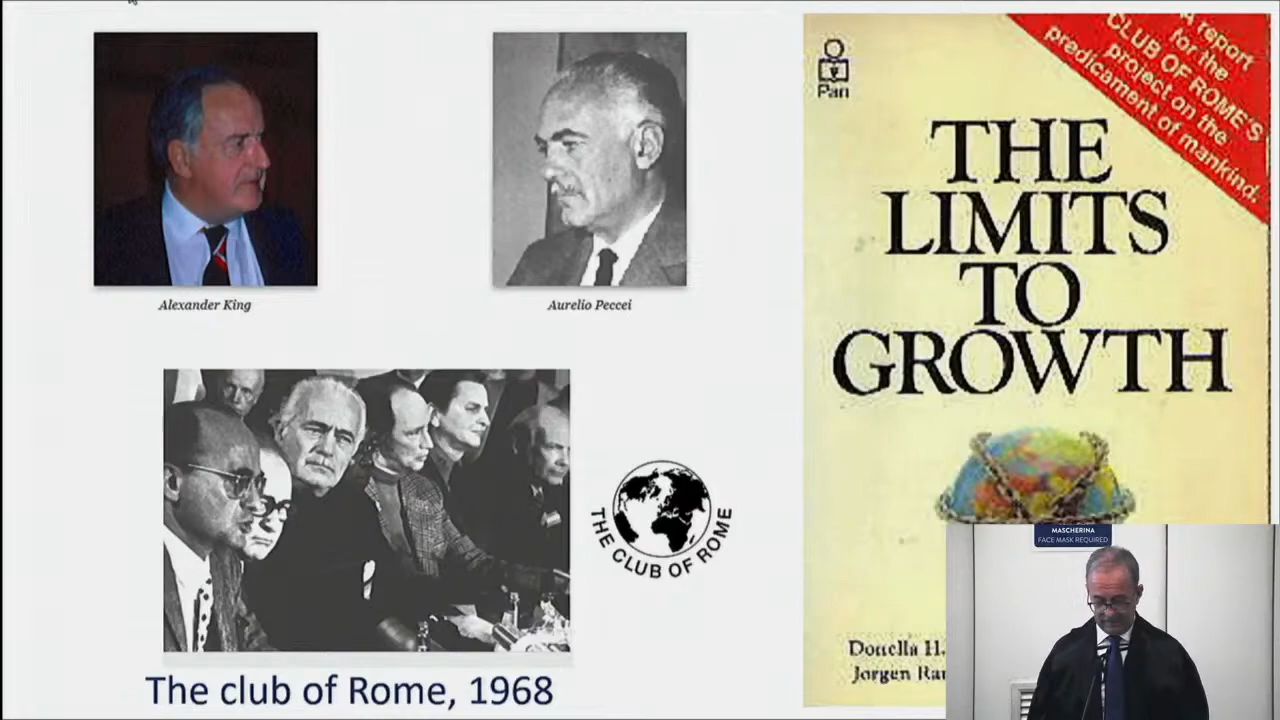 Alexander King
Aurelio Peccei
THE CLUB OF ROME
The club of Rome, 1968
A report
for the
CLUB OF ROME'S
project on the
predicament of mankind.
Pan
THE
LIMITS
TO
GROWTH
Donella H.
Jorgen
MASCHERINA
FACE MASK REQUIRED